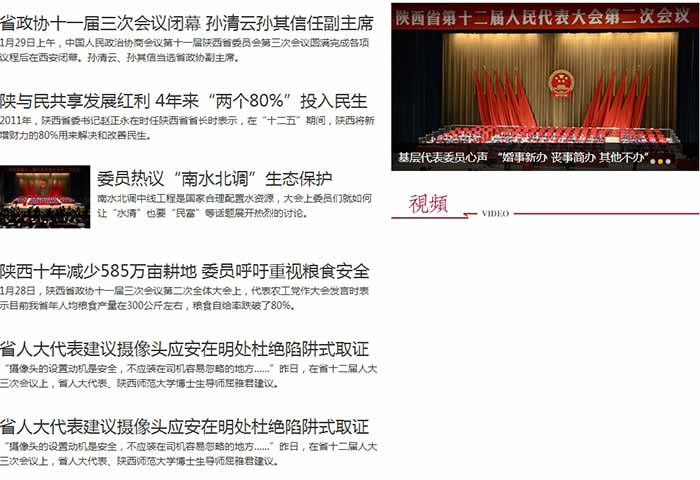 省政协十一届三次会议闭幕 孙清云孙其信任副主席
1月29日上午，中国人民政治协商会议第十一届陕西省委员会第三次会议圆满完成各项
议程后在西安闭幕。孙清云、孙其信当选省政协副主席。
陕与民共享发展红利 4年来“两个80%”投入民生
2011年，陕西省委书记赵正永在时任陕西省省长时表示，在“十二五”期间，陕西将新
增财力的80%用来解决和改善民生。
委员热议“南水北调”生态保护
南水北调中线工程是国家合理配置水资源，大会上委员们就如何
让“水清”也要“民富”等话题展开热烈的讨论。
陕西十年减少585万亩耕地 委员呼吁重视粮食安全
1月28日，陕西省政协十一届三次会议第二次全体大会上，代表农工党作大会发言时表
示目前我省年人均粮食产量在300公斤左右，粮食自给率跌破了80%。
省人大代表建议摄像头应安在明处杜绝陷阱式取证
“摄像头的设置动机是安全，不应装在司机容易忽略的地方……”昨日，在省十二届人大
三次会议上，省人大代表、陕西师范大学博士生导师屈雅君建议。
省人大代表建议摄像头应安在明处杜绝陷阱式取证
“摄像头的设置动机是安全，不应装在司机容易忽略的地方……”昨日，在省十二届人大
三次会议上，省人大代表、陕西师范大学博士生导师屈雅君建议。
陕西省第十二届人民代表大会第二次会议
基层代表委员心声 “婚事新办 丧事简办 其他不办”
視頻
VIDEO